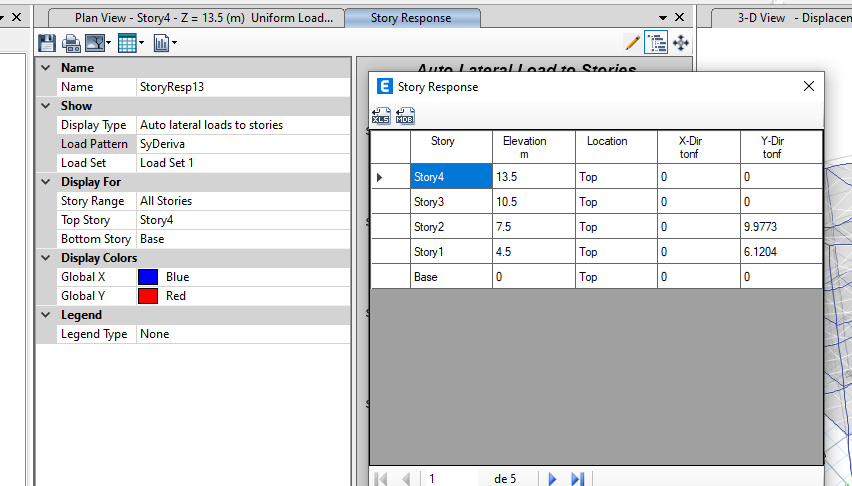 Plan View - Story4 - Z = 13.5 (m) Uniform Load...
Story Response
3-D View - Displacem
Name
Name StoryResp13
Show
Display Type Auto lateral loads to stories
Load Pattern SyDeriva
Load Set Load Set 1
Display For
Story Range All Stories
Top Story Story4
Bottom Story Base
Display Colors
Global X Blue
Global Y Red
Legend
Legend Type None
Auto Lateral Load to Stories
E Story Response
XLS MDB
Story Elevation Location X-Dir Y-Dir
m tonf tonf
Story4 13.5 Top 0 0
Story3 10.5 Top 0 0
Story2 7.5 Top 0 9.9773
Story1 4.5 Top 0 6.1204
Base 0 Top 0 0
1 de 5